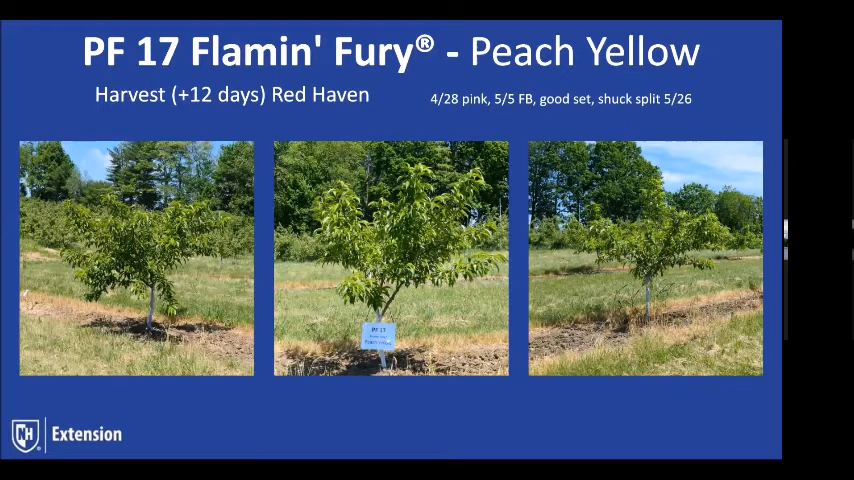 PF 17 Flamin' Fury® - Peach Yellow
Harvest (+12 days) Red Haven
4/28 pink, 5/5 FB, good set, shuck split 5/26
PF 17
NH Extension